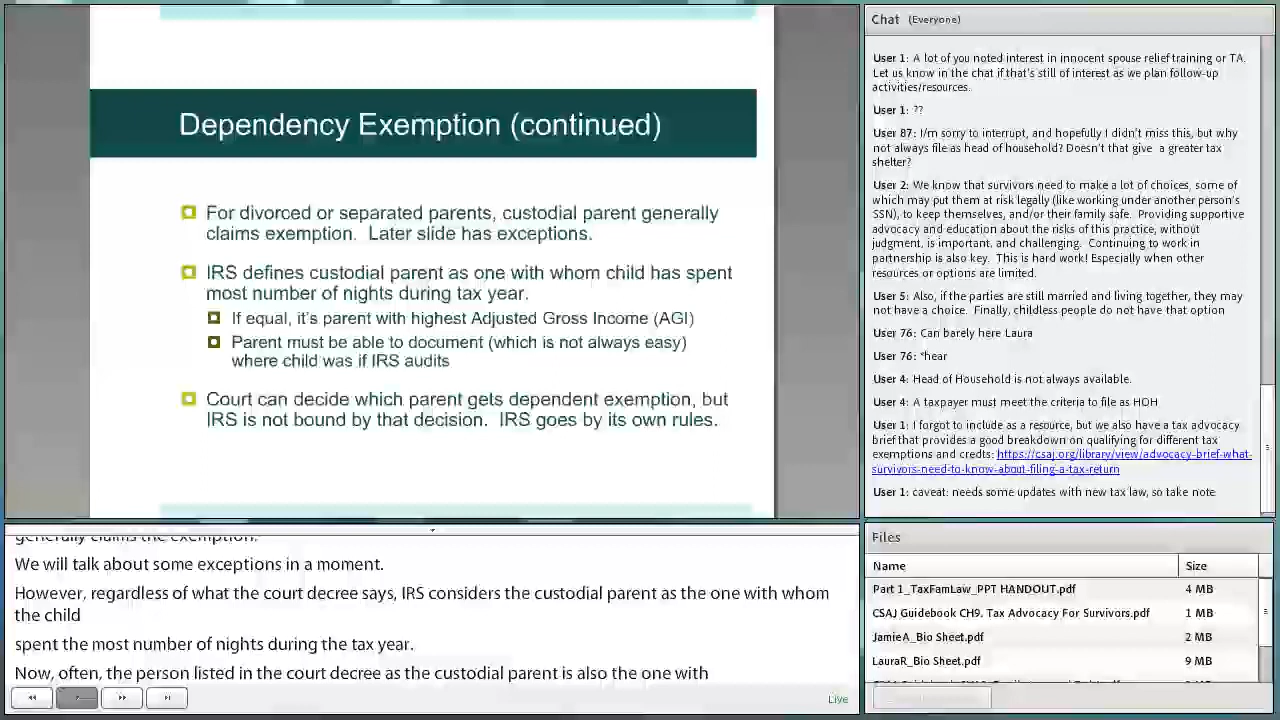 Dependency Exemption (continued)
For divorced or separated parents, custodial parent generally
claims exemption.  Later slide has exceptions.
IRS defines custodial parent as one with whom child has spent
most number of nights during tax year.
If equal, it's parent with highest Adjusted Gross Income (AGI)
Parent must be able to document (which is not always easy)
where child was if IRS audits
Court can decide which parent gets dependent exemption, but
IRS is not bound by that decision.  IRS goes by its own rules.
generally claims the exemption.
We will talk about some exceptions in a moment.
However, regardless of what the court decree says, IRS considers the custodial parent as the one with whom
the child
spent the most number of nights during the tax year.
Now, often, the person listed in the court decree as the custodial parent is also the one with
Live
Chat (Everyone)
User 1: A lot of you noted interest in innocent spouse relief training or TA.
Let us know in the chat if that's still of interest as we plan follow-up
activities/resources.
User 1: ??
User 87: I/m sorry to interrupt, and hopefully I didn't miss this, but why
not always file as head of household? Doesn't that give  a greater tax
shelter?
User 2: We know that survivors need to make a lot of choices, some of
which may put them at risk legally (like working under another person's
SSN), to keep themselves, and/or their family safe.  Providing supportive
advocacy and education about the risks of this practice, without
judgment, is important, and challenging.  Continuing to work in
partnership is also key.  This is hard work! Especially when other
resources or options are limited.
User 5: Also, if the parties are still married and living together, they may
not have a choice.  Finally, childless people do not have that option
User 76: Can barely here Laura
User 76: *hear
User 4: Head of Household is not always available.
User 4: A taxpayer must meet the criteria to file as HOH
User 1: I forgot to include as a resource, but we also have a tax advocacy
brief that provides a good breakdown on qualifying for different tax
exemptions and credts: https://csaj.org/library/view/advocacy-brief-what-
survivors-need-to-know-about-filing-a-tax-return
User 1: caveat: needs some updates with new tax law, so take note
Files
Name Size
Part 1_TaxFamLaw_PPT HANDOUT.pdf 4 MB
CSAJ Guidebook CH9. Tax Advocacy For Survivors.pdf 1 MB
JamieA_Bio Sheet.pdf 2 MB
LauraR_Bio Sheet.pdf 9 MB